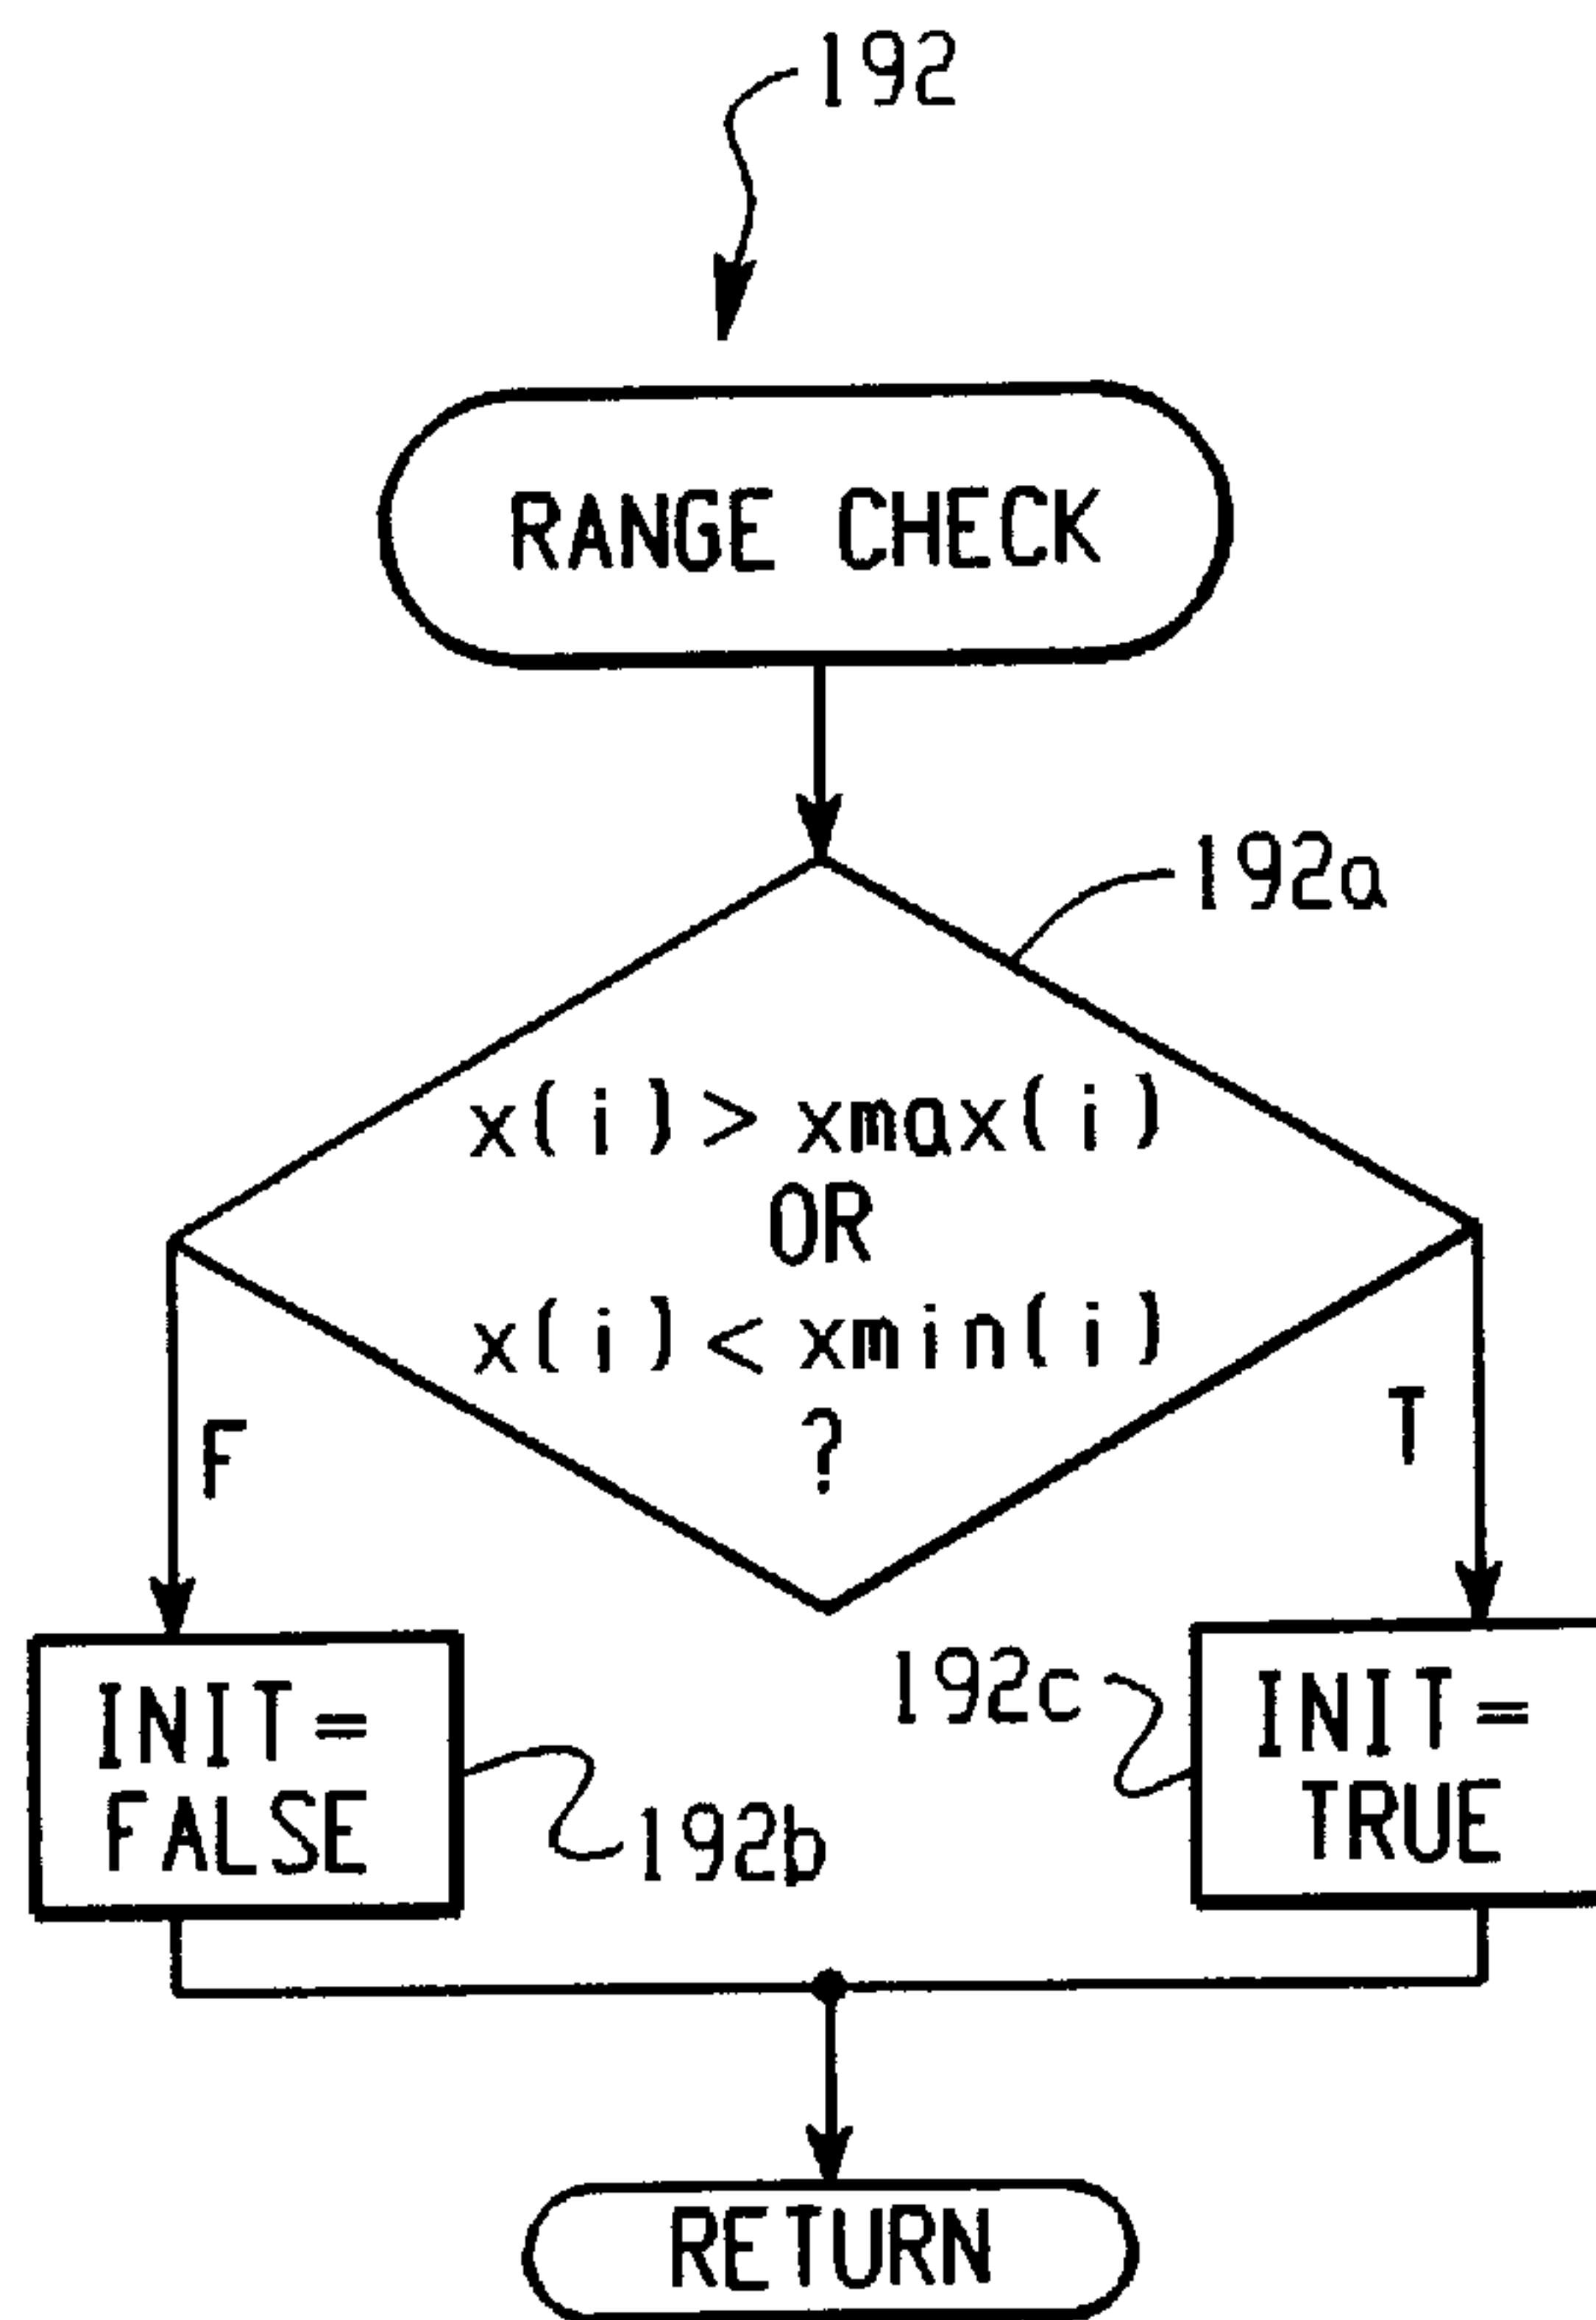 192
RANGE CHECK
192a
x(i) > xmax(i)
OR
x(i) < xmin(i)
?
F
T
INIT=
FALSE
192b
192c
INIT=
TRUE
RETURN